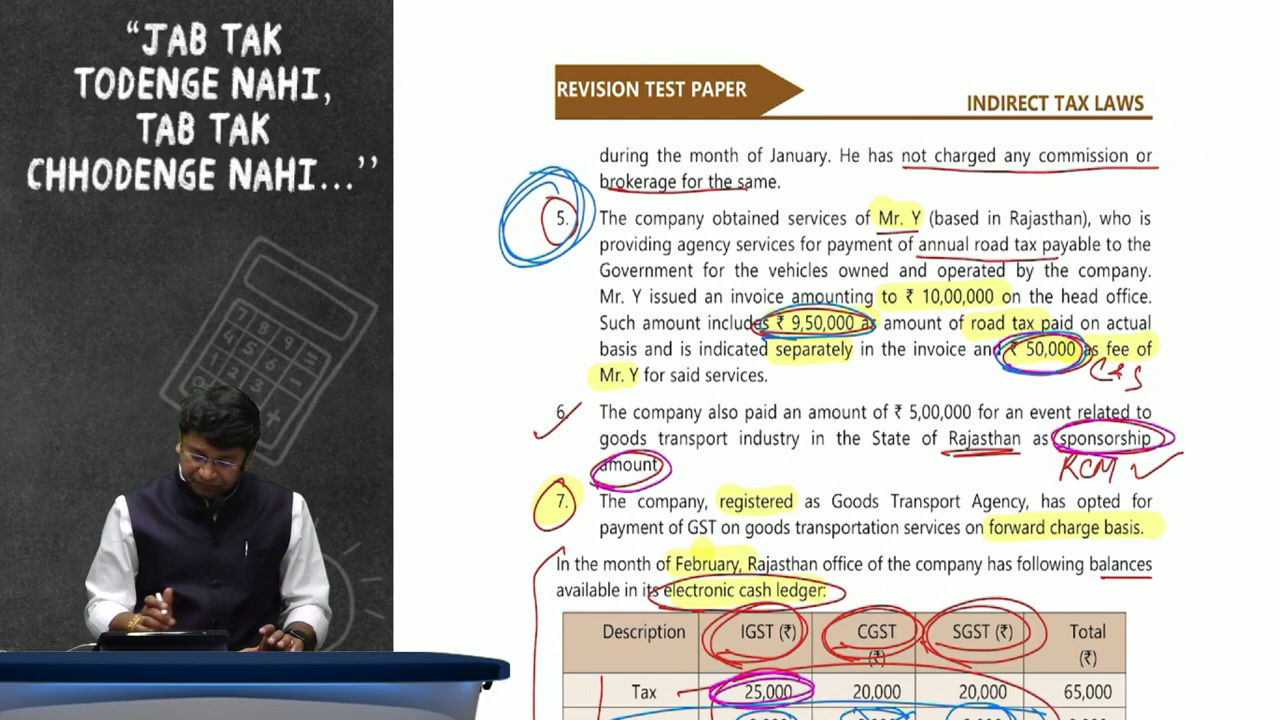 “JAB TAK
TODENGE NAHI,
TAB TAK
CHHODENGE NAHI...’’
REVISION TEST PAPER
INDIRECT TAX LAWS
during the month of January. He has not charged any commission or
brokerage for the same.
5. The company obtained services of Mr. Y (based in Rajasthan), who is
providing agency services for payment of annual road tax payable to the
Government for the vehicles owned and operated by the company.
Mr. Y issued an invoice amounting to ₹ 10,00,000 on the head office.
Such amount includes ₹ 9,50,000 as amount of road tax paid on actual
basis and is indicated separately in the invoice and ₹ 50,000 as fee of
Mr. Y for said services.
C+S
6. The company also paid an amount of ₹ 5,00,000 for an event related to
goods transport industry in the State of Rajasthan as sponsorship
amount
RCM
7. The company, registered as Goods Transport Agency, has opted for
payment of GST on goods transportation services on forward charge basis.
In the month of February, Rajasthan office of the company has following balances
available in its electronic cash ledger:
Description IGST (₹) CGST (₹) SGST (₹) Total (₹)
Tax 25,000 20,000 20,000 65,000